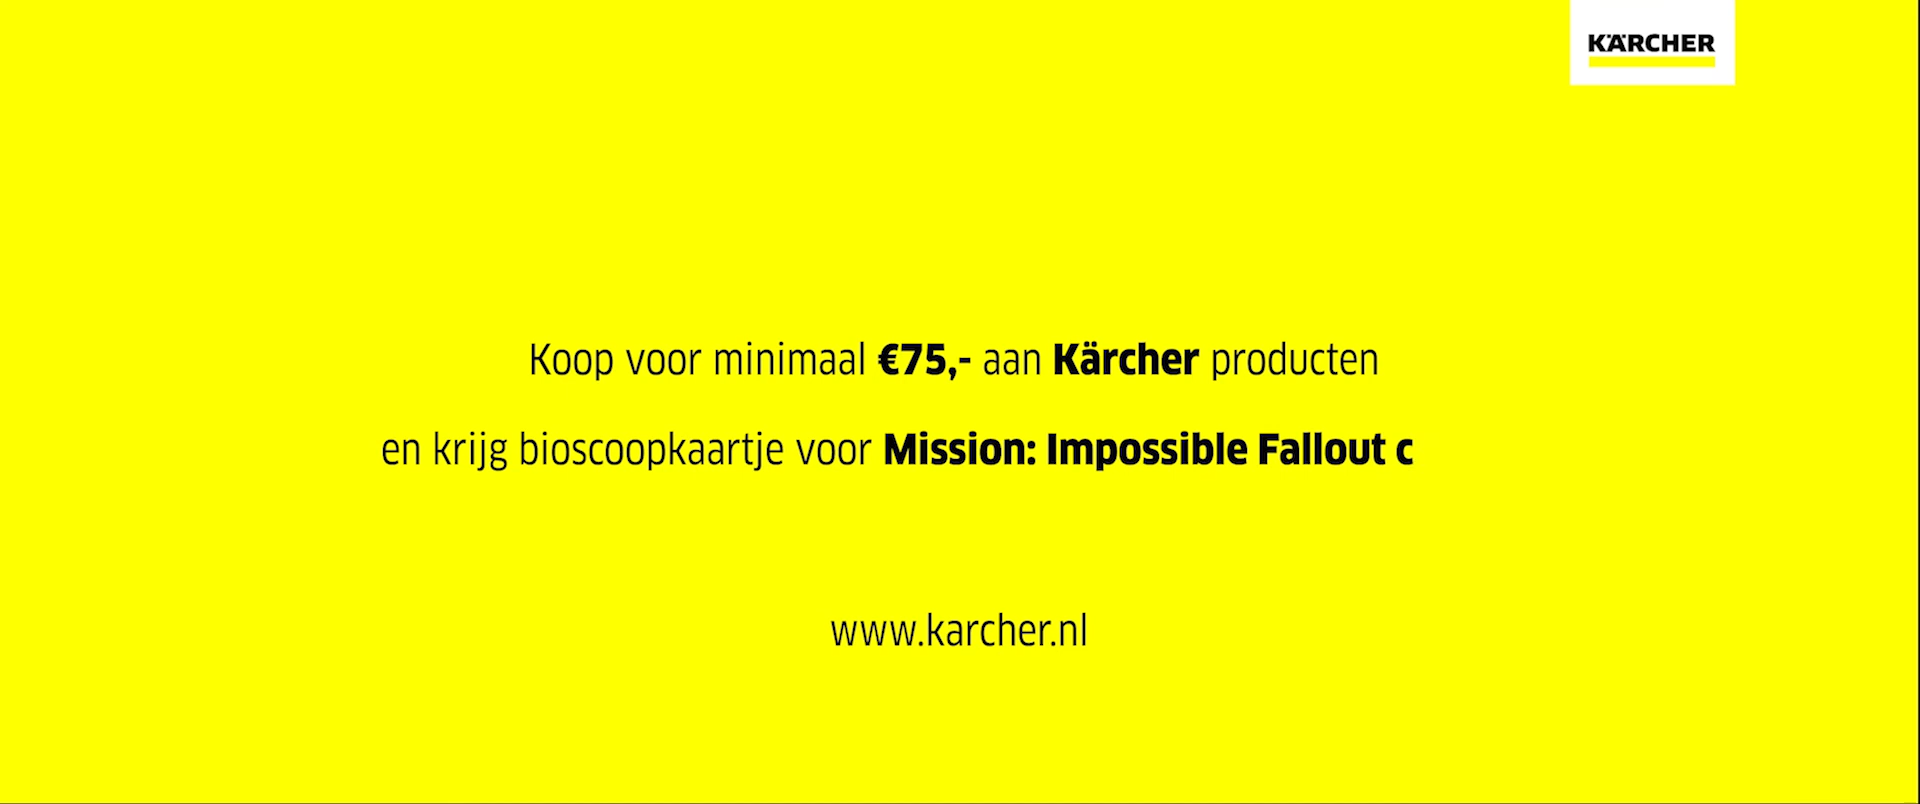 KÄRCHER
Koop voor minimaal €75,- aan Kärcher producten
en krijg bioscoopkaartje voor Mission: Impossible Fallout c
www.karcher.nl